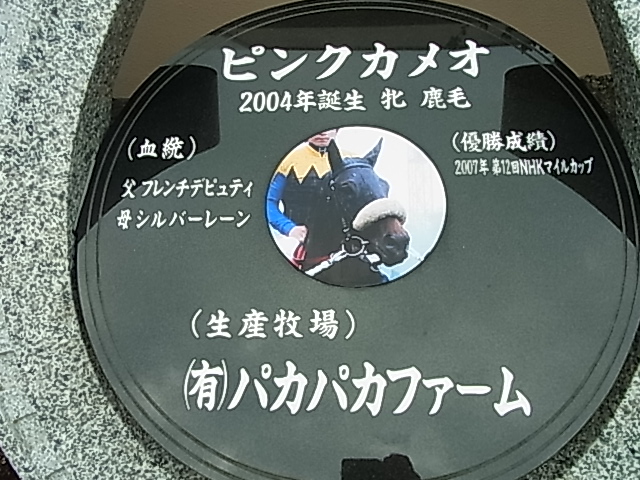 ピンクカメオ
2004年誕生 牝 鹿毛
(血統)
父 フレンチデピュティ
母 シルバーレーン
(優勝成績)
2007年 第12回NHKマイルカップ
(生産牧場)
㈲パカパカファーム